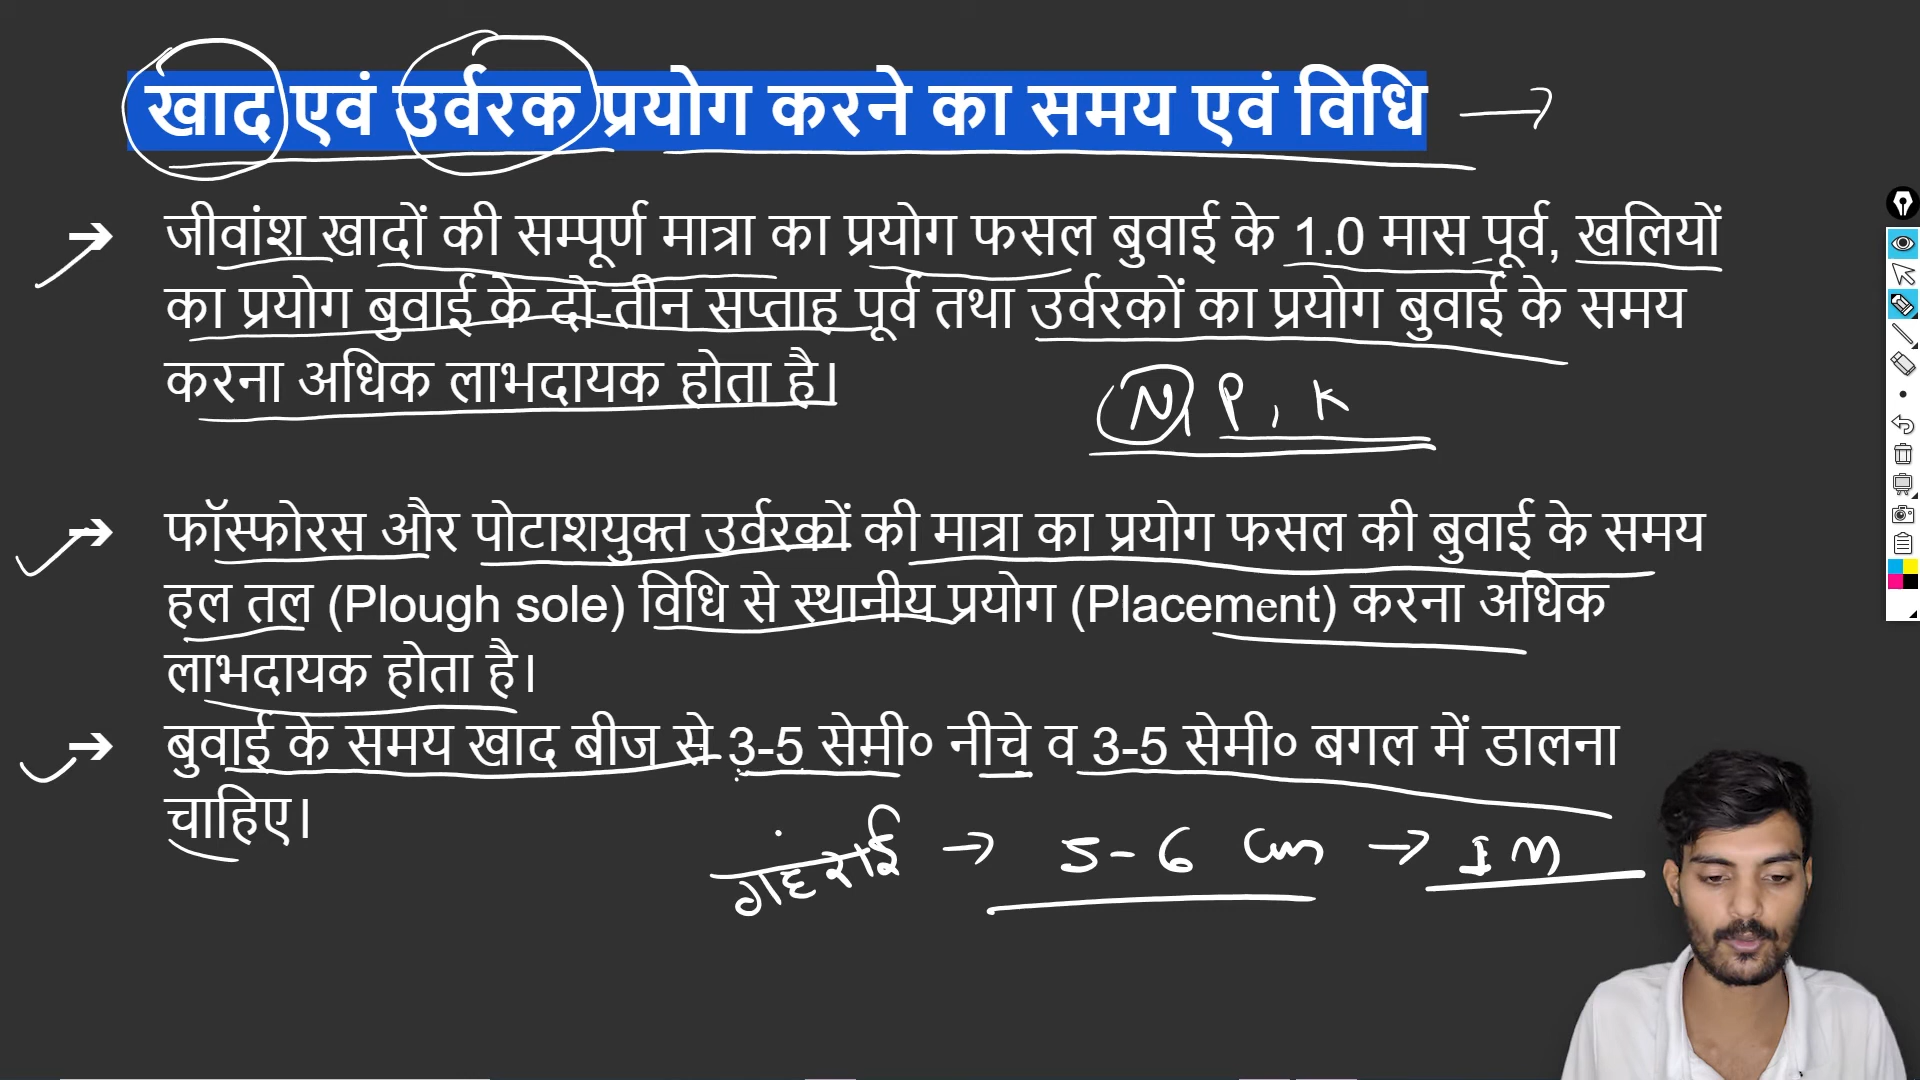 खाद एवं उर्वरक प्रयोग करने का समय एवं विधि →
➔ जीवांश खादों की सम्पूर्ण मात्रा का प्रयोग फसल बुवाई के 1.0 मास पूर्व, खलियों
का प्रयोग बुवाई के दो-तीन सप्ताह पूर्व तथा उर्वरकों का प्रयोग बुवाई के समय
करना अधिक लाभदायक होता है।
N, P, K
➔ फॉस्फोरस और पोटाशयुक्त उर्वरकों की मात्रा का प्रयोग फसल की बुवाई के समय
हल तल (Plough sole) विधि से स्थानीय प्रयोग (Placement) करना अधिक
लाभदायक होता है।
➔ बुवाई के समय खाद बीज से 3-5 सेमी० नीचे व 3-5 सेमी० बगल में डालना
चाहिए।
→ 5-6 cm →